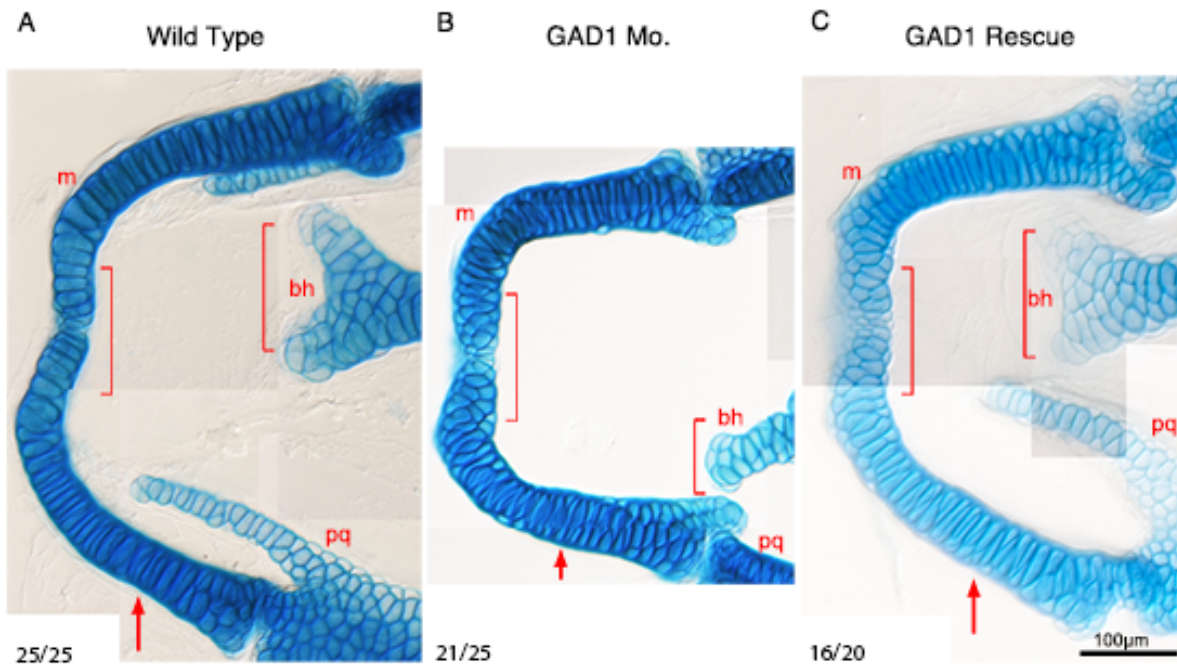 A Wild Type
B GAD1 Mo.
C GAD1 Rescue
m
bh
pq
25/25
m
bh
pq
21/25
m
bh
pq
16/20
100µm